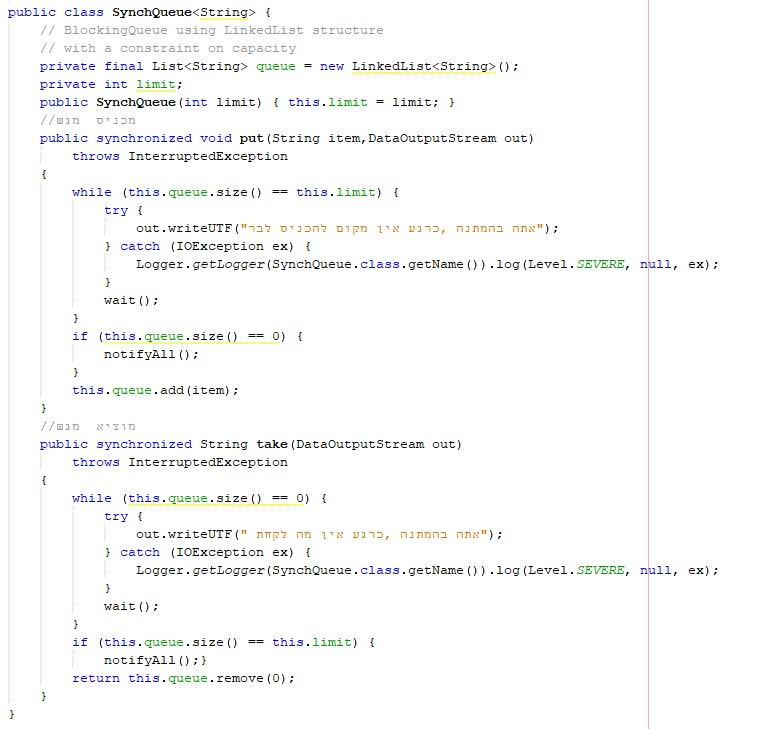 public class SynchQueue<String> {
// BlockingQueue using LinkedList structure
// with a constraint on capacity
private final List<String> queue = new LinkedList<String>();
private int limit;
public SynchQueue(int limit) { this.limit = limit; }
//מכניס מגש
public synchronized void put(String item,DataOutputStream out)
throws InterruptedException
{
while (this.queue.size() == this.limit) {
try {
out.writeUTF("אתה בהמתנה ,כרגע אין מקום להכניס לבר");
} catch (IOException ex) {
Logger.getLogger(SynchQueue.class.getName()).log(Level.SEVERE, null, ex);
}
wait();
}
if (this.queue.size() == 0) {
notifyAll();
}
this.queue.add(item);
}
//מוציא מגש
public synchronized String take(DataOutputStream out)
throws InterruptedException
{
while (this.queue.size() == 0) {
try {
out.writeUTF(" אתה בהמתנה ,כרגע אין מה לקחת");
} catch (IOException ex) {
Logger.getLogger(SynchQueue.class.getName()).log(Level.SEVERE, null, ex);
}
wait();
}
if (this.queue.size() == this.limit) {
notifyAll();}
return this.queue.remove(0);
}
}